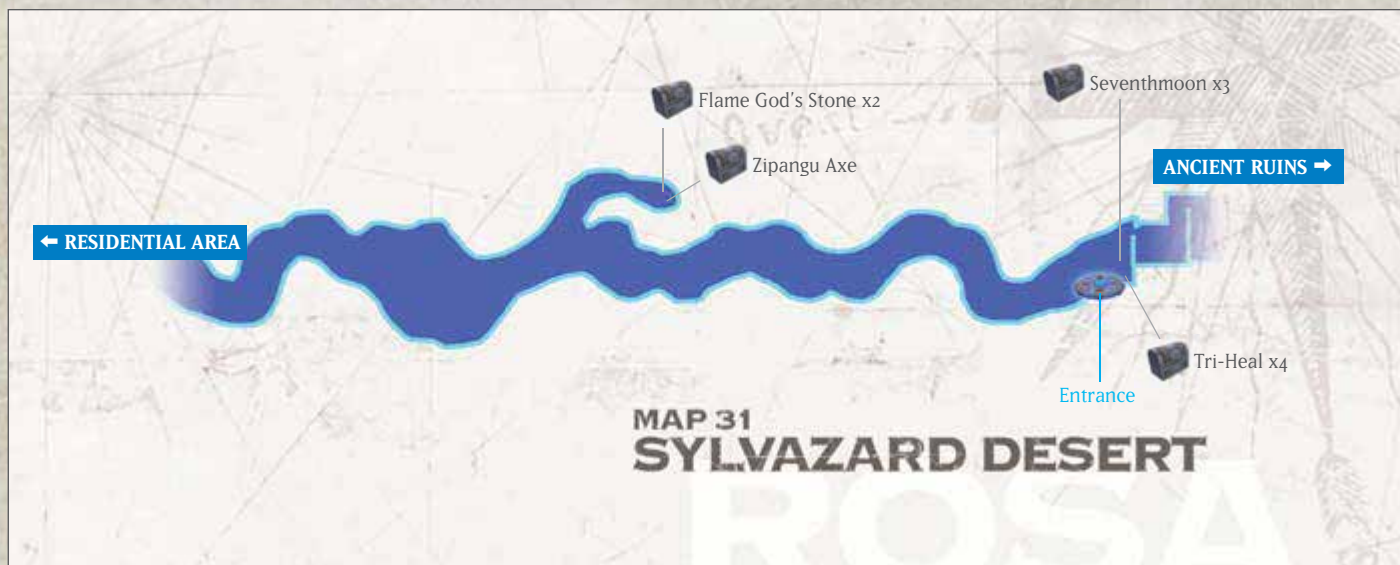 Flame God's Stone x2
Seventhmoon x3
Zipangu Axe
ANCIENT RUINS ➡
⬅ RESIDENTIAL AREA
Tri-Heal x4
Entrance
MAP 31
SYLVAZARD DESERT
ROSA